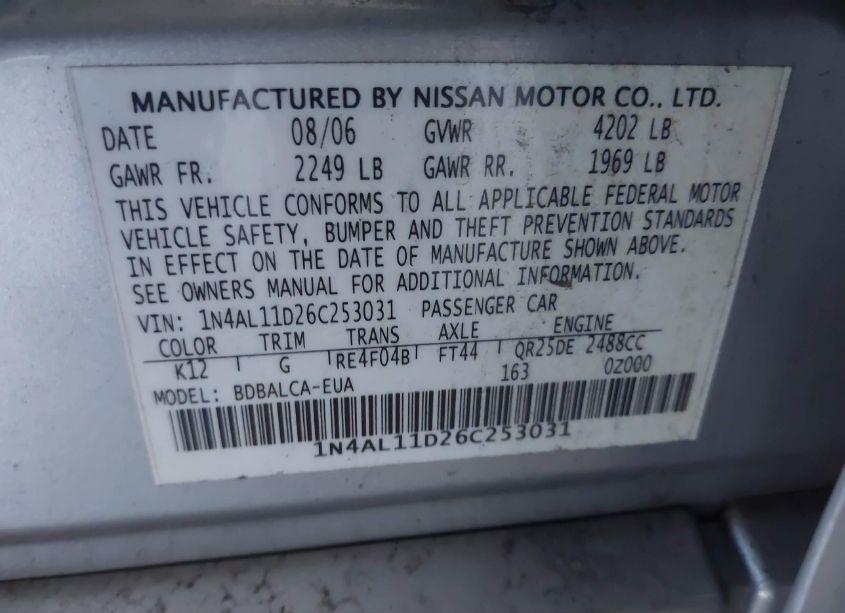 MANUFACTURED BY NISSAN MOTOR CO., LTD.
DATE 08/06 GVWR 4202 LB
GAWR FR. 2249 LB GAWR RR. 1969 LB
THIS VEHICLE CONFORMS TO ALL APPLICABLE FEDERAL MOTOR
VEHICLE SAFETY, BUMPER AND THEFT PREVENTION STANDARDS
IN EFFECT ON THE DATE OF MANUFACTURE SHOWN ABOVE.
SEE OWNERS MANUAL FOR ADDITIONAL INFORMATION.
VIN: 1N4AL11D26C253031 PASSENGER CAR
COLOR TRIM TRANS AXLE ENGINE
K12 G RE4F04B FT44 QR25DE 2488CC
163 0Z000
MODEL: BDBALCA-EUA
1N4AL11D26C253031